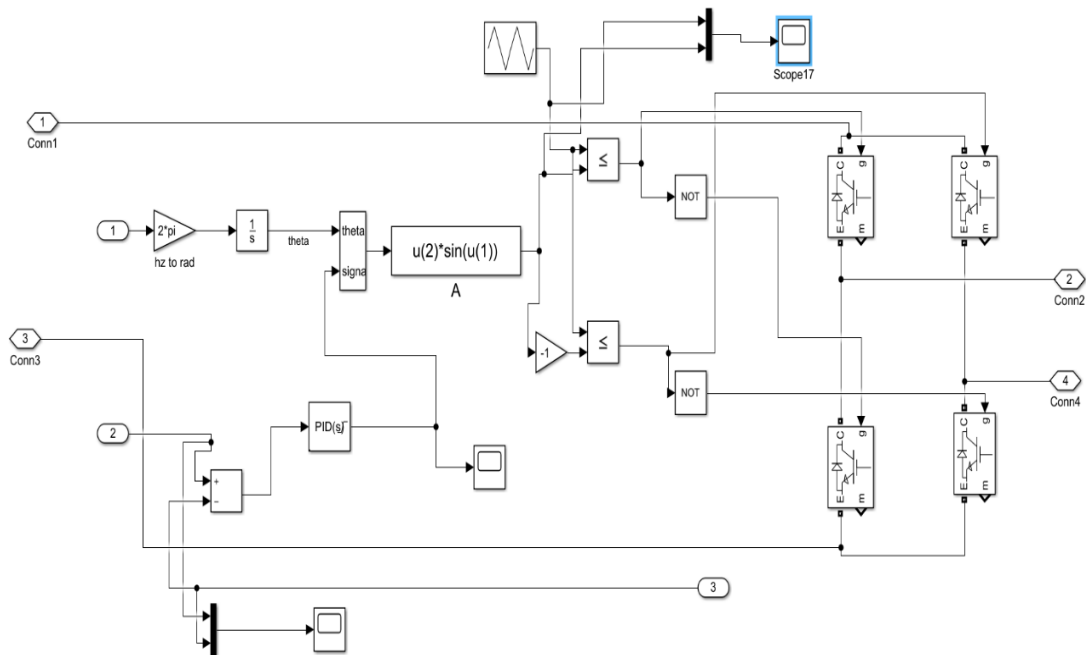 Scope17
1
Conn1
≤
C
g
E
m
C
g
E
m
NOT
1
2*pi
hz to rad
1
s
theta
theta
signa
u(2)*sin(u(1))
A
2
Conn2
3
Conn3
-1
≤
NOT
4
Conn4
2
PID(s)
+
−
C
g
E
m
C
g
E
m
3